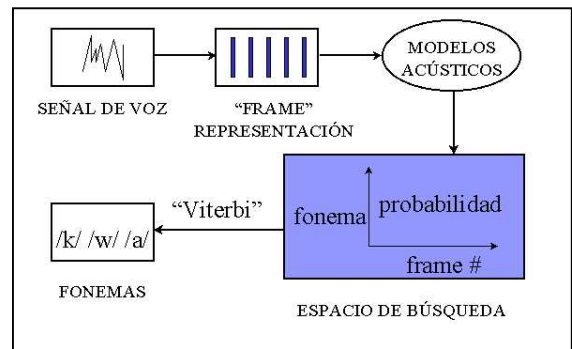 SEÑAL DE VOZ
“FRAME”
REPRESENTACIÓN
MODELOS
ACÚSTICOS
fonema
probabilidad
frame #
ESPACIO DE BÚSQUEDA
“Viterbi”
/k/ /w/ /a/
FONEMAS